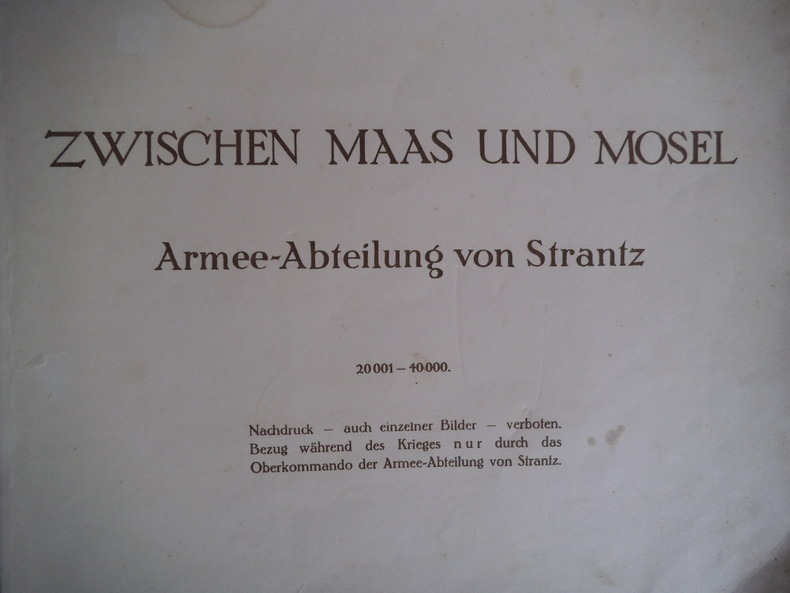 ZWISCHEN MAAS UND MOSEL
Armee-Abteilung von Strantz
20001 – 40000.
Nachdruck – auch einzelner Bilder – verboten.
Bezug während des Krieges nur durch das
Oberkommando der Armee-Abteilung von Strantz.